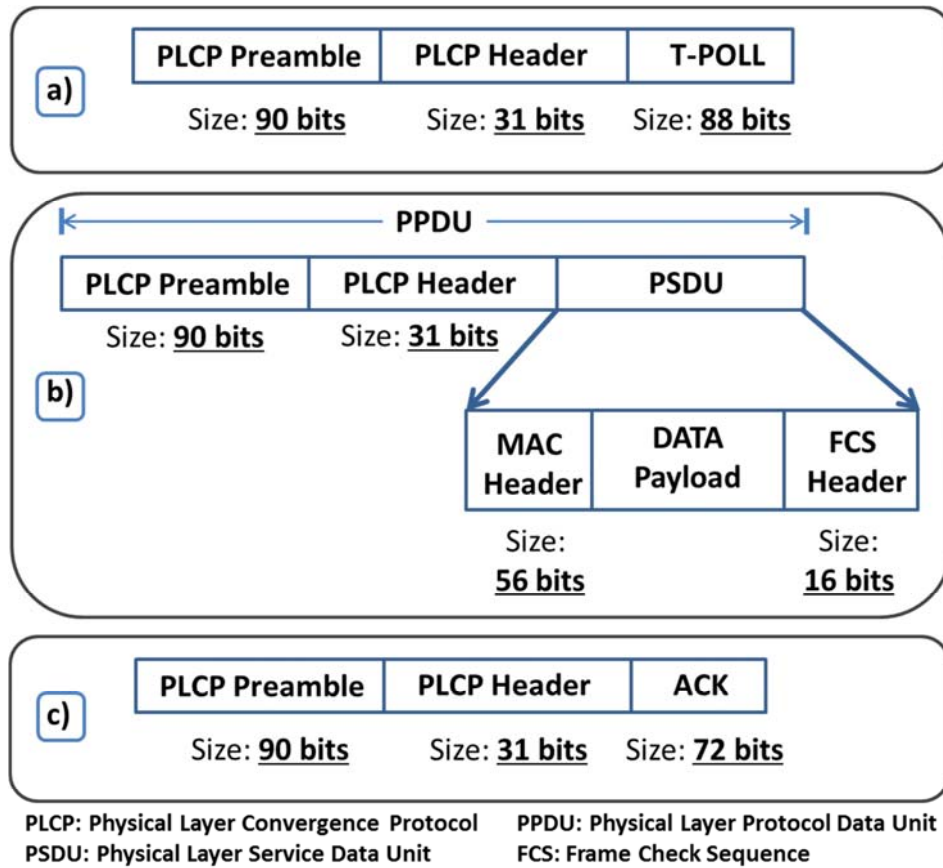 a)
PLCP Preamble PLCP Header T-POLL
Size: 90 bits Size: 31 bits Size: 88 bits
PPDU
PLCP Preamble PLCP Header PSDU
Size: 90 bits Size: 31 bits
b)
MAC Header DATA Payload FCS Header
Size: 56 bits Size: 16 bits
c)
PLCP Preamble PLCP Header ACK
Size: 90 bits Size: 31 bits Size: 72 bits
PLCP: Physical Layer Convergence Protocol PPDU: Physical Layer Protocol Data Unit
PSDU: Physical Layer Service Data Unit FCS: Frame Check Sequence